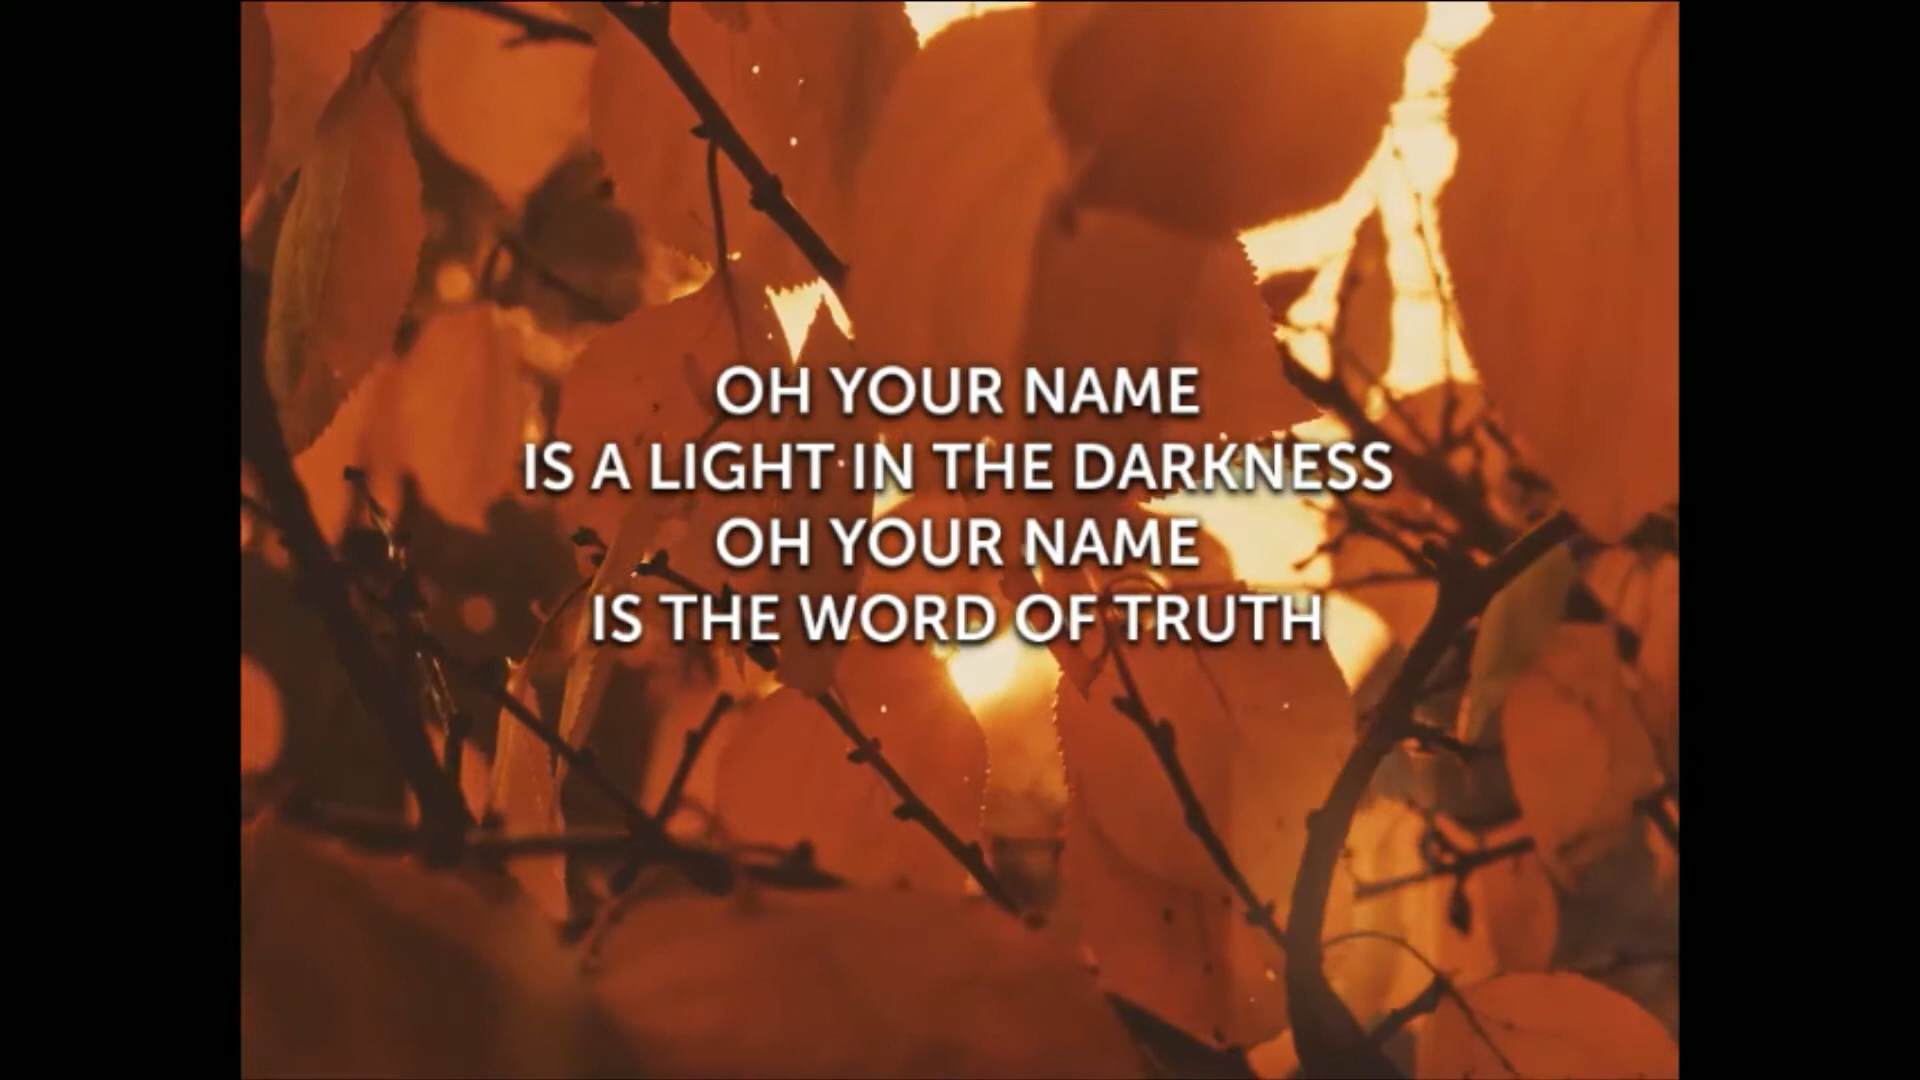 OH YOUR NAME
IS A LIGHT IN THE DARKNESS
OH YOUR NAME
IS THE WORD OF TRUTH